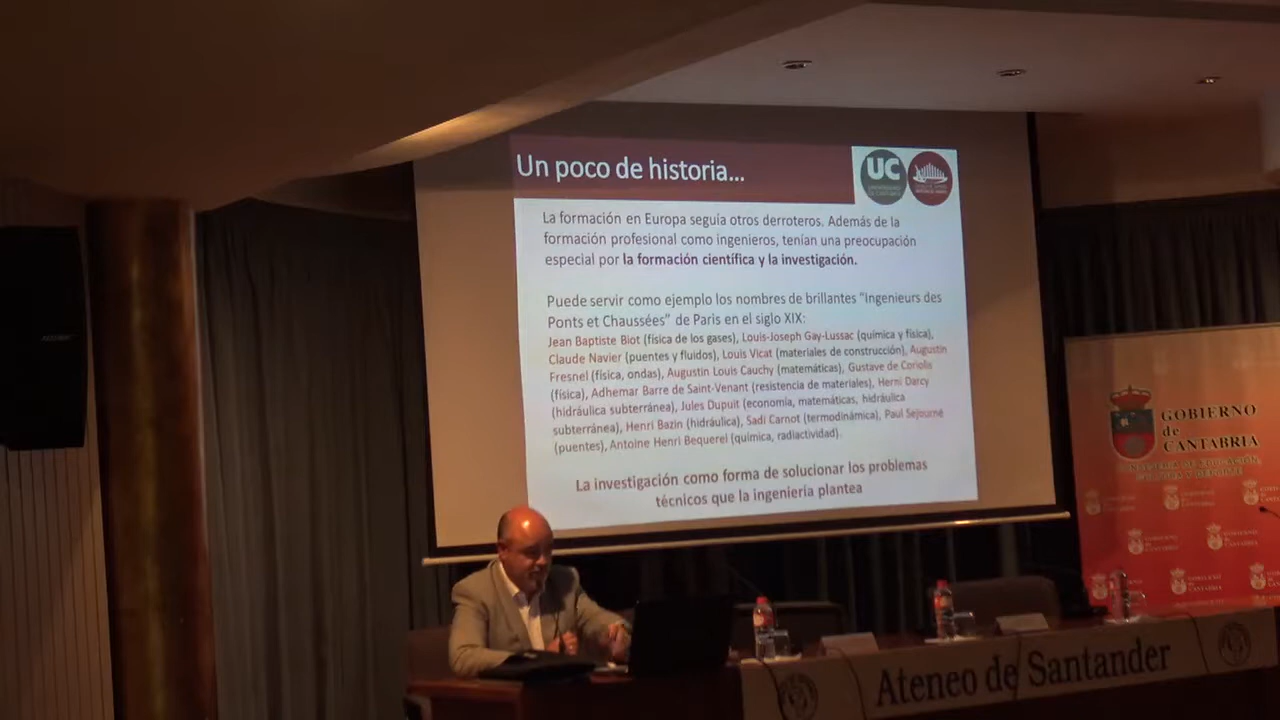 Un poco de historia...
UC
La formación en Europa seguía otros derroteros. Además de la
formación profesional como ingenieros, tenían una preocupación
especial por la formación científica y la investigación.
Puede servir como ejemplo los nombres de brillantes "Ingenieurs des
Ponts et Chaussées" de Paris en el siglo XIX:
Jean Baptiste Biot (física de los gases), Louis-Joseph Gay-Lussac (química y física),
Claude Navier (puentes y fluidos), Louis Vicat (materiales de construcción), Augustin
Fresnel (física, ondas), Augustin Louis Cauchy (matemáticas), Gustave de Coriolis
(física), Adhemar Barre de Saint-Venant (resistencia de materiales), Herni Darcy
(hidráulica subterránea), Jules Dupuit (economía, matemáticas, hidráulica
subterránea), Henri Bazin (hidráulica), Sadi Carnot (termodinámica), Paul Sejourné
(puentes), Antoine Henri Bequerel (química, radiactividad).
La investigación como forma de solucionar los problemas
técnicos que la ingeniería plantea
GOBIERNO
de
CANTABRIA
CONSEJERÍA DE EDUCACIÓN,
CULTURA Y DEPORTE
Ateneo de Santander